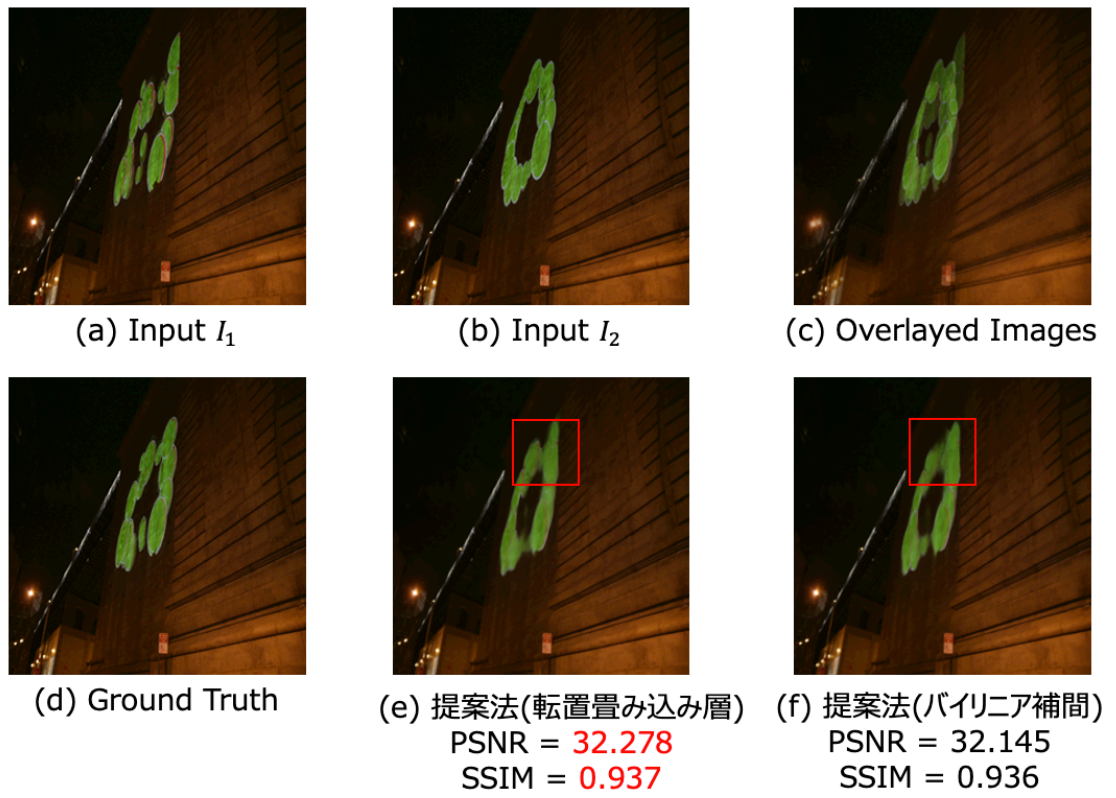 (a) Input I₁
(b) Input I₂
(c) Overlayed Images
(d) Ground Truth
(e) 提案法(転置畳み込み層)
PSNR = 32.278
SSIM = 0.937
(f) 提案法(バイリニア補間)
PSNR = 32.145
SSIM = 0.936